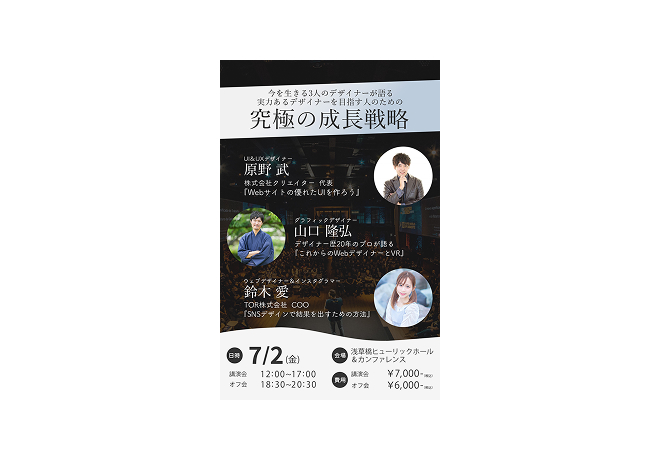 今を生きる3人のデザイナーが語る
実力あるデザイナーを目指す人のための
究極の成長戦略
UI&UXデザイナー
原野 武
株式会社クリエイター 代表
『Webサイトの優れたUIを作ろう』
グラフィックデザイナー
山口 隆弘
デザイナー歴20年のプロが語る
『これからのWebデザイナーとVR』
ウェブデザイナー&インスタグラマー
鈴木 愛
TOR株式会社 COO
『SNSデザインで結果を出すための方法』
日時 7/2(金)
講演会 12:00~17:00
オフ会 18:30~20:30
会場 浅草橋ヒューリックホール
&カンファレンス
費用 講演会 ¥7,000-(税込)
オフ会 ¥6,000-(税込)